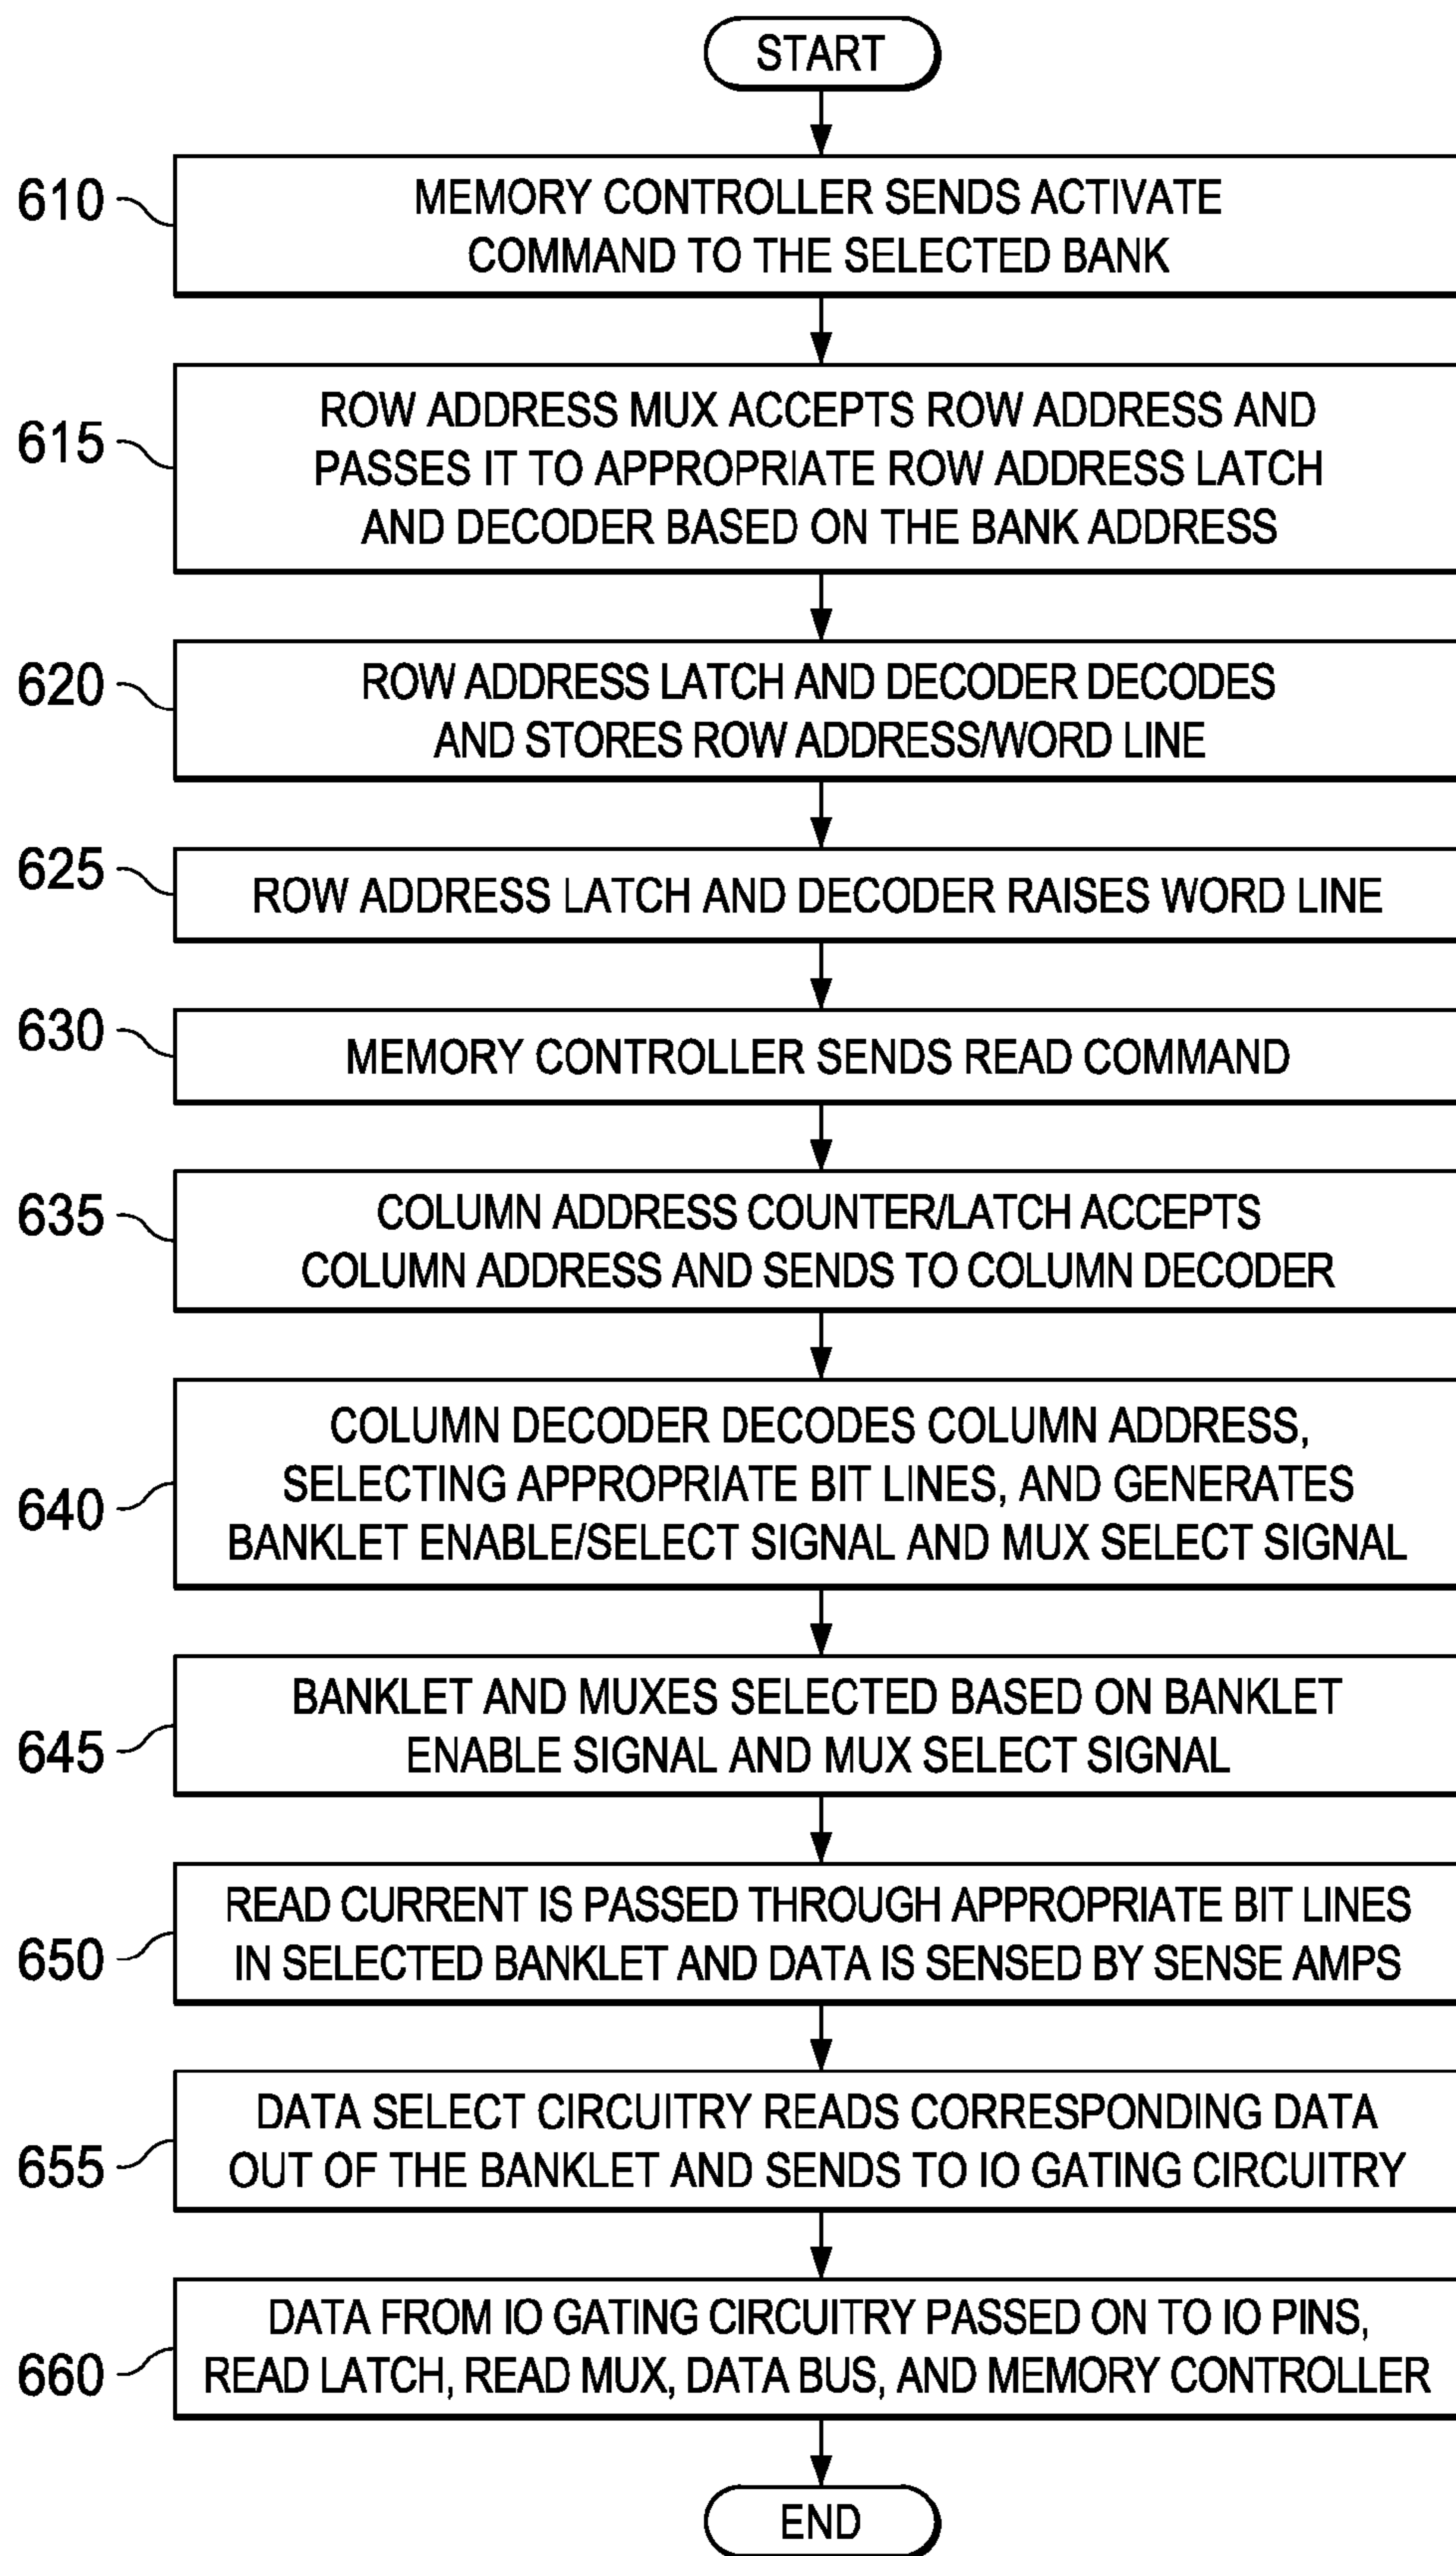 START
610
MEMORY CONTROLLER SENDS ACTIVATE
COMMAND TO THE SELECTED BANK
615
ROW ADDRESS MUX ACCEPTS ROW ADDRESS AND
PASSES IT TO APPROPRIATE ROW ADDRESS LATCH
AND DECODER BASED ON THE BANK ADDRESS
620
ROW ADDRESS LATCH AND DECODER DECODES
AND STORES ROW ADDRESS/WORD LINE
625
ROW ADDRESS LATCH AND DECODER RAISES WORD LINE
630
MEMORY CONTROLLER SENDS READ COMMAND
635
COLUMN ADDRESS COUNTER/LATCH ACCEPTS
COLUMN ADDRESS AND SENDS TO COLUMN DECODER
640
COLUMN DECODER DECODES COLUMN ADDRESS,
SELECTING APPROPRIATE BIT LINES, AND GENERATES
BANKLET ENABLE/SELECT SIGNAL AND MUX SELECT SIGNAL
645
BANKLET AND MUXES SELECTED BASED ON BANKLET
ENABLE SIGNAL AND MUX SELECT SIGNAL
650
READ CURRENT IS PASSED THROUGH APPROPRIATE BIT LINES
IN SELECTED BANKLET AND DATA IS SENSED BY SENSE AMPS
655
DATA SELECT CIRCUITRY READS CORRESPONDING DATA
OUT OF THE BANKLET AND SENDS TO IO GATING CIRCUITRY
660
DATA FROM IO GATING CIRCUITRY PASSED ON TO IO PINS,
READ LATCH, READ MUX, DATA BUS, AND MEMORY CONTROLLER
END